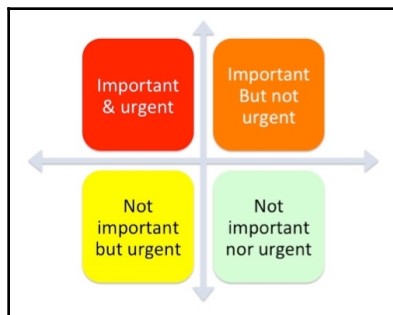 Important
& urgent
Important
But not
urgent
Not
important
but urgent
Not
important
nor urgent